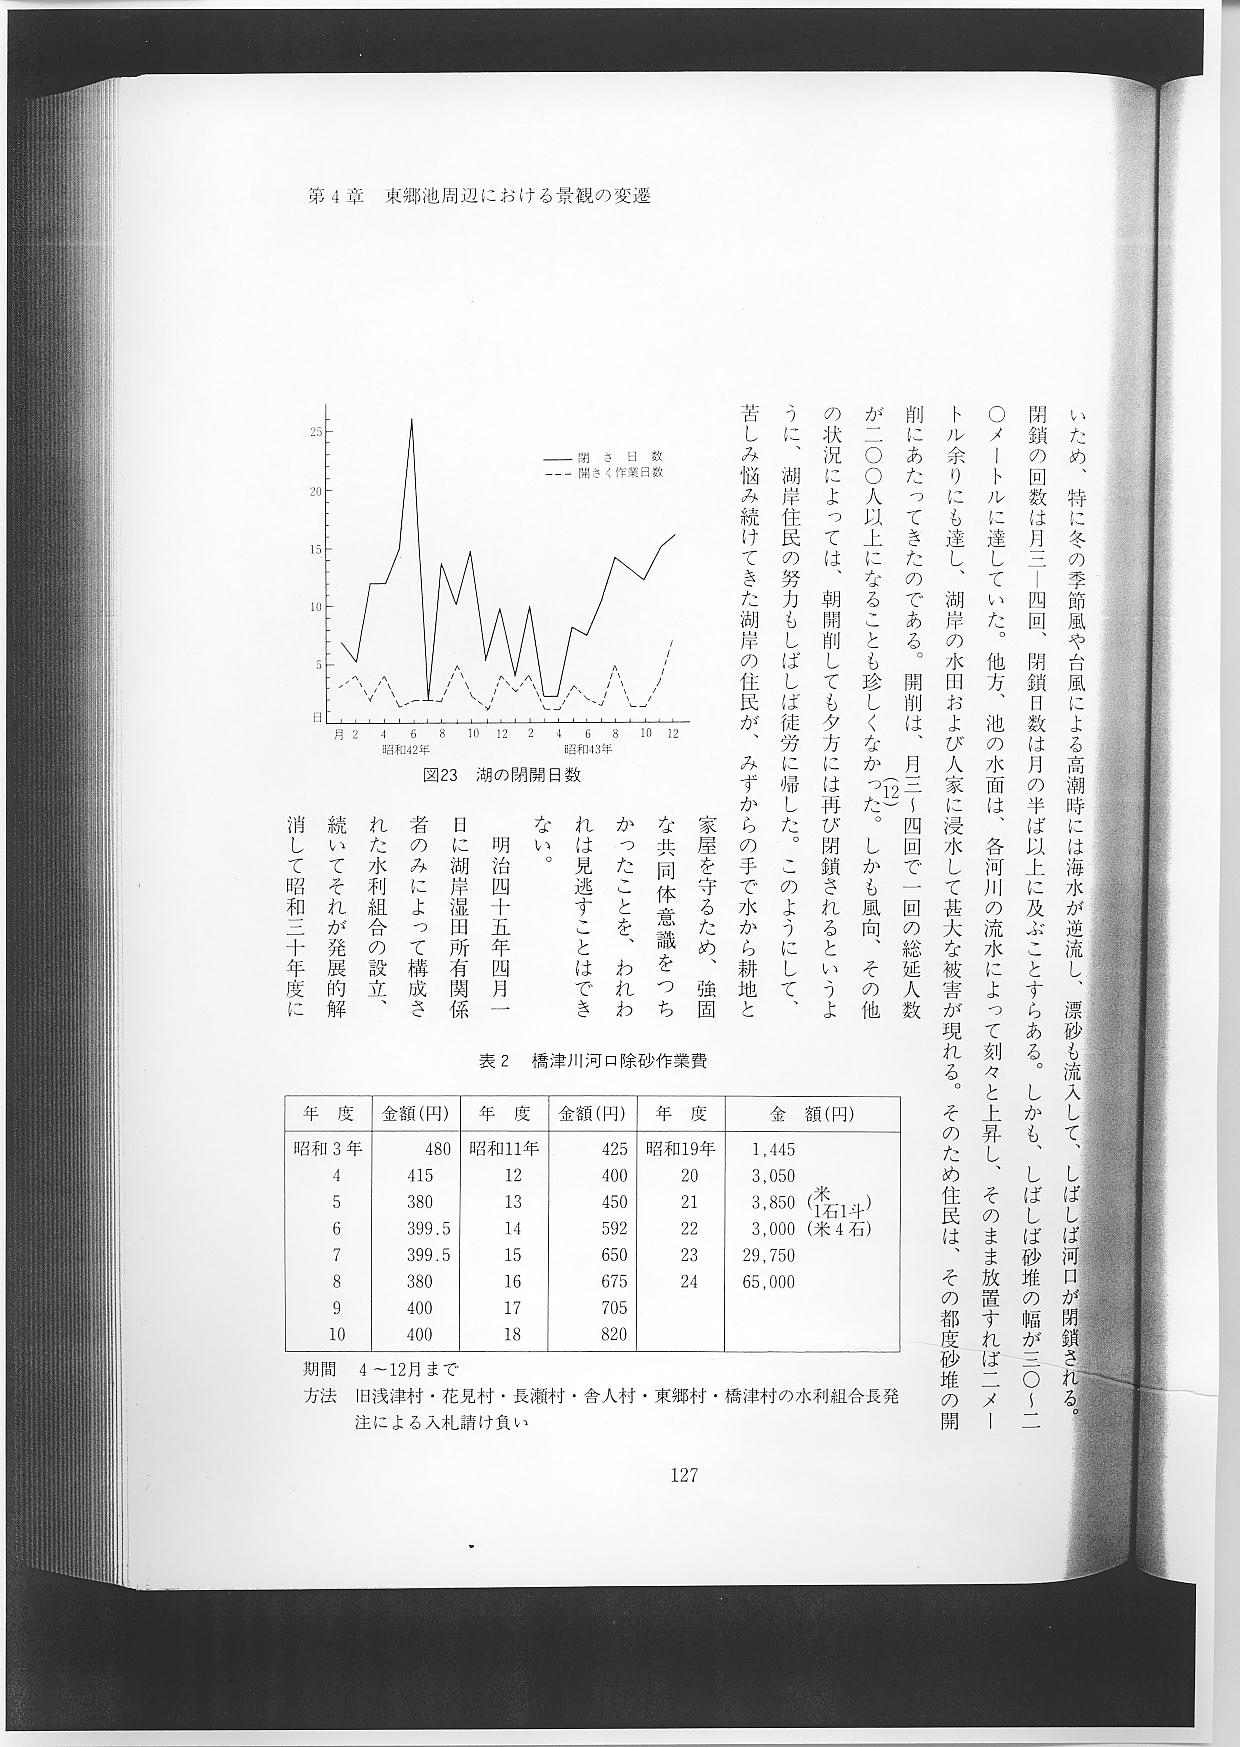 第4章　東郷池周辺における景観の変遷
いため、特に冬の季節風や台風による高潮時には海水が逆流し、漂砂も流入して、しばしば河口が閉鎖される。
閉鎖の回数は月三―四回、閉鎖日数は月の半ば以上に及ぶことすらある。しかも、しばしば砂堆の幅が三〇～二
〇メートルに達していた。他方、池の水面は、各河川の流水によって刻々と上昇し、そのまま放置すれば二メー
トル余りにも達し、湖岸の水田および人家に浸水して甚大な被害が現れる。そのため住民は、その都度砂堆の開
削にあたってきたのである。開削は、月三～四回で一回の総延人数
が二〇〇人以上になることも珍しくなかった。(12)しかも風向、その他
の状況によっては、朝開削しても夕方には再び閉鎖されるというよ
うに、湖岸住民の努力もしばしば徒労に帰した。このようにして、
苦しみ悩み続けてきた湖岸の住民が、みずからの手で水から耕地と
家屋を守るため、強固
な共同体意識をつち
かったことを、われわ
れは見逃すことはでき
ない。
明治四十五年四月一
日に湖岸湿田所有関係
者のみによって構成さ
れた水利組合の設立、
続いてそれが発展的解
消して昭和三十年度に
25
20
15
10
5
日
閉さ日数
開さく作業日数
月 2 4 6 8 10 12 2 4 6 8 10 12
昭和42年 昭和43年
図23　湖の閉開日数
表2　橋津川河口除砂作業費
年　度 金額(円) 年　度 金額(円) 年　度 金　額(円)
昭和3年 480 昭和11年 425 昭和19年 1,445
4 415 12 400 20 3,050
5 380 13 450 21 3,850 (米1石1斗)
6 399.5 14 592 22 3,000 (米4石)
7 399.5 15 650 23 29,750
8 380 16 675 24 65,000
9 400 17 705
10 400 18 820
期間　4～12月まで
方法　旧浅津村・花見村・長瀬村・舎人村・東郷村・橋津村の水利組合長発
注による入札請け負い
127